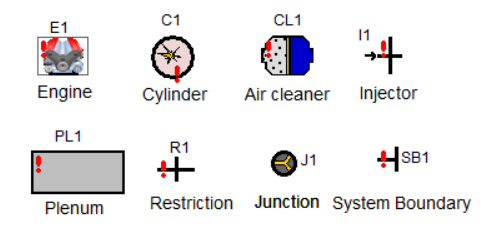 E1 C1 CL1 I1
Engine Cylinder Air cleaner Injector
PL1 R1 J1 SB1
Plenum Restriction Junction System Boundary